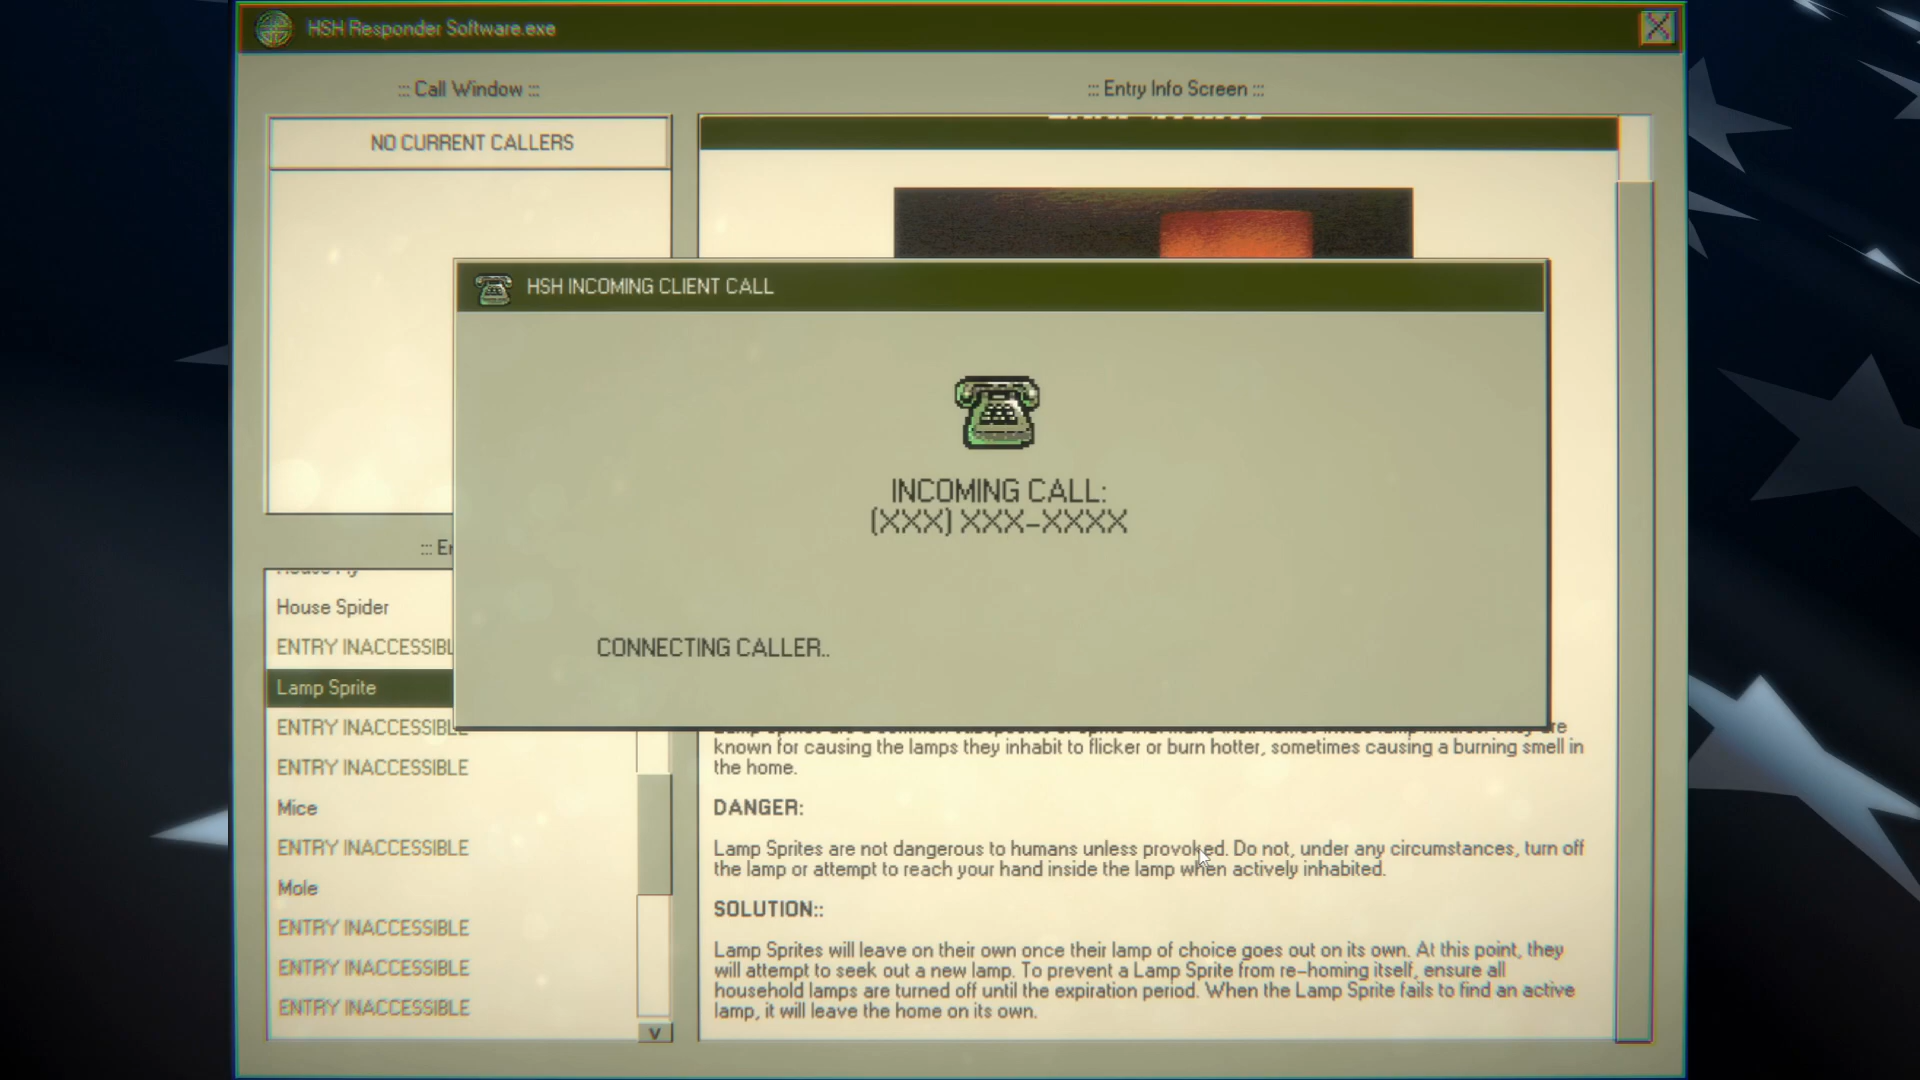 HSH Responder Software.exe
::: Call Window :::
::: Entry Info Screen :::
NO CURRENT CALLERS
HSH INCOMING CLIENT CALL
INCOMING CALL:
(XXX) XXX-XXXX
CONNECTING CALLER..
:::
House Spider
ENTRY INACCESSIBL
Lamp Sprite
ENTRY INACCESSIBLE
ENTRY INACCESSIBLE
Mice
ENTRY INACCESSIBLE
Mole
ENTRY INACCESSIBLE
ENTRY INACCESSIBLE
ENTRY INACCESSIBLE
V
known for causing the lamps they inhabit to flicker or burn hotter, sometimes causing a burning smell in
the home.
DANGER:
Lamp Sprites are not dangerous to humans unless provoked. Do not, under any circumstances, turn off
the lamp or attempt to reach your hand inside the lamp when actively inhabited.
SOLUTION::
Lamp Sprites will leave on their own once their lamp of choice goes out on its own. At this point, they
will attempt to seek out a new lamp. To prevent a Lamp Sprite from re-homing itself, ensure all
household lamps are turned off until the expiration period. When the Lamp Sprite fails to find an active
lamp, it will leave the home on its own.